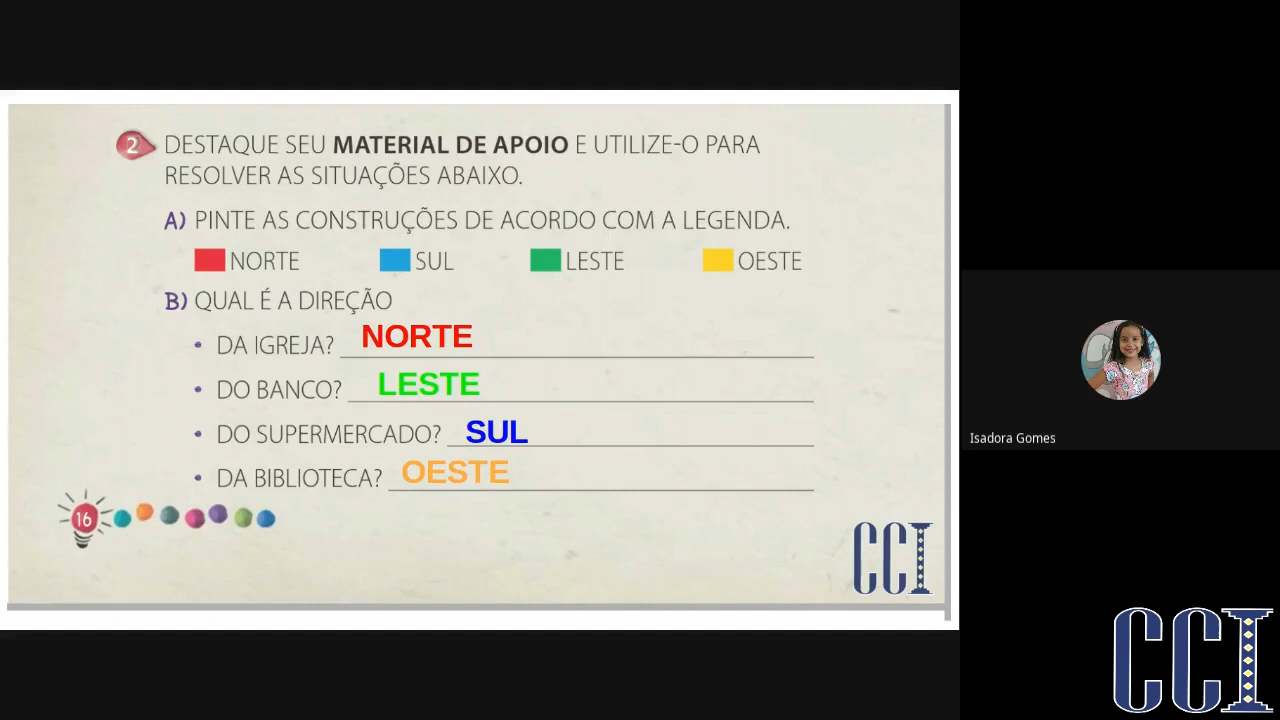 2 DESTAQUE SEU MATERIAL DE APOIO E UTILIZE-O PARA
RESOLVER AS SITUAÇÕES ABAIXO.
A) PINTE AS CONSTRUÇÕES DE ACORDO COM A LEGENDA.
NORTE SUL LESTE OESTE
B) QUAL É A DIREÇÃO
• DA IGREJA? NORTE
• DO BANCO? LESTE
• DO SUPERMERCADO? SUL
• DA BIBLIOTECA? OESTE
16
CCI
Isadora Gomes
CCI